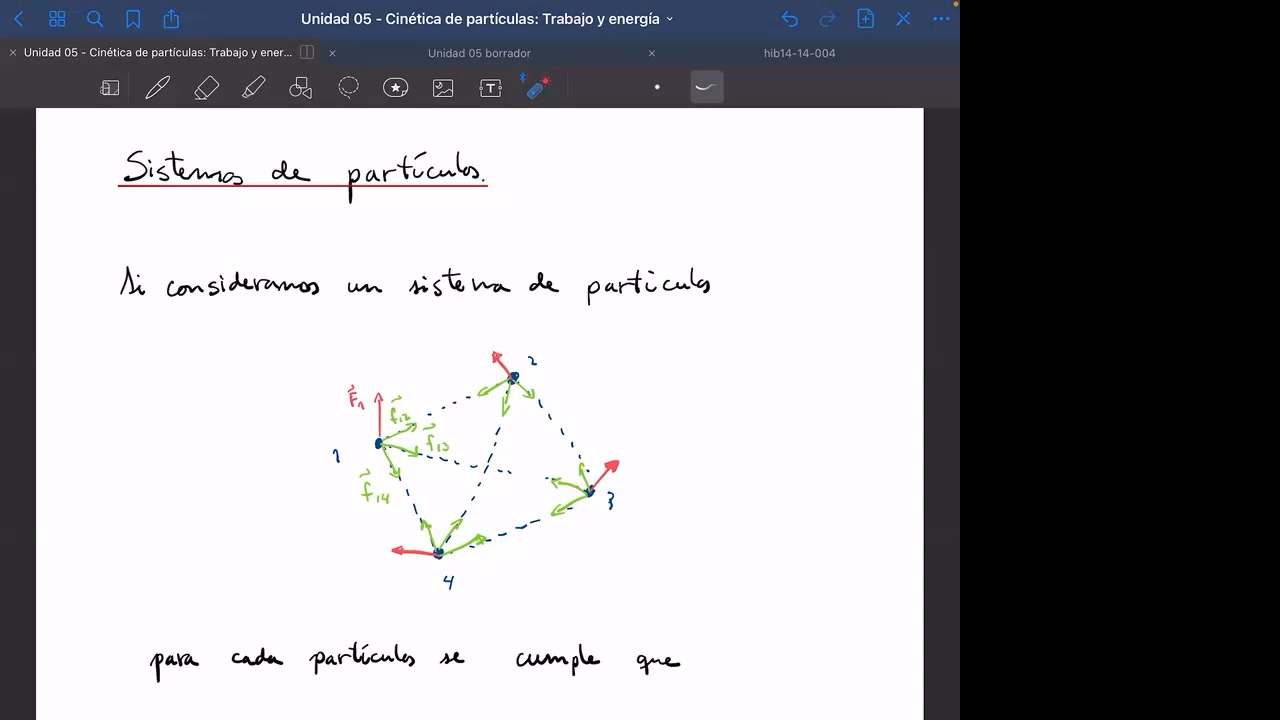 Unidad 05 - Cinética de partículas: Trabajo y energía
Unidad 05 - Cinética de partículas: Trabajo y ener...
Unidad 05 borrador
hib14-14-004
Sistemas de partículas.
Si consideramos un sistema de particulas
2
F1
f12
f13
1
f14
3
4
para cada partículas se cumple que